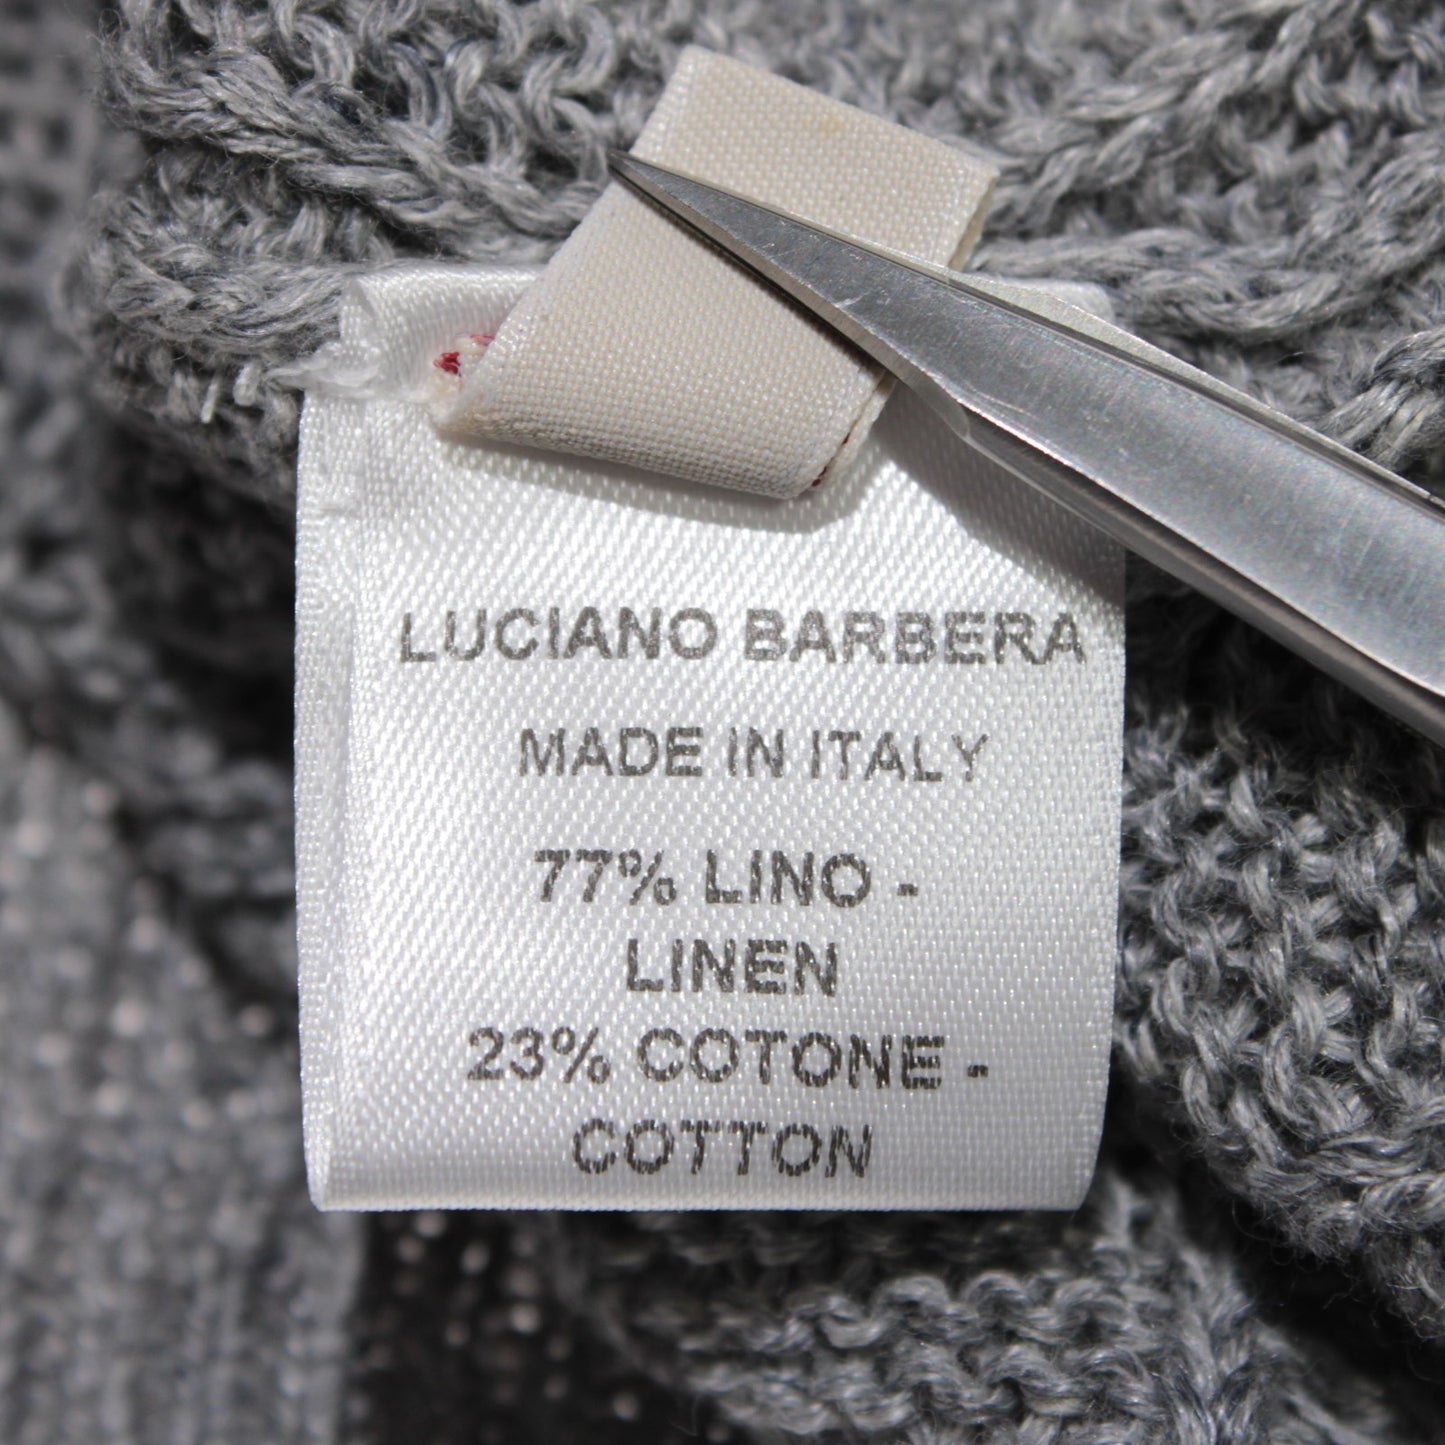 LUCIANO BARBERA
MADE IN ITALY
77% LINO -
LINEN
23% COTONE -
COTTON